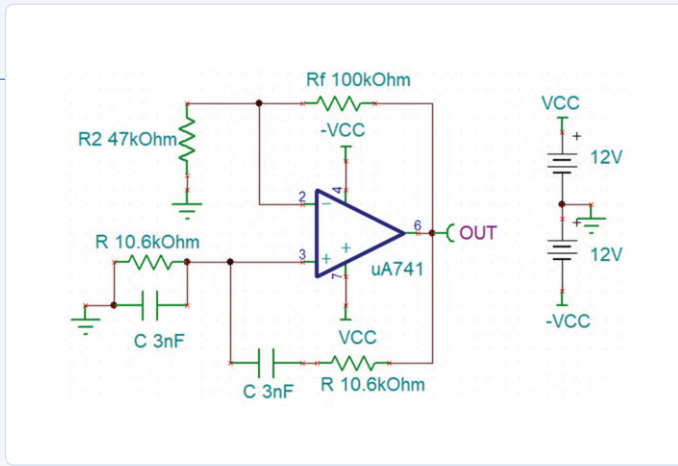 Rf 100kOhm
-VCC
R2 47kOhm
4
2
6
OUT
3
uA741
7
R 10.6kOhm
C 3nF
VCC
C 3nF
R 10.6kOhm
VCC
+
12V
+
12V
-VCC